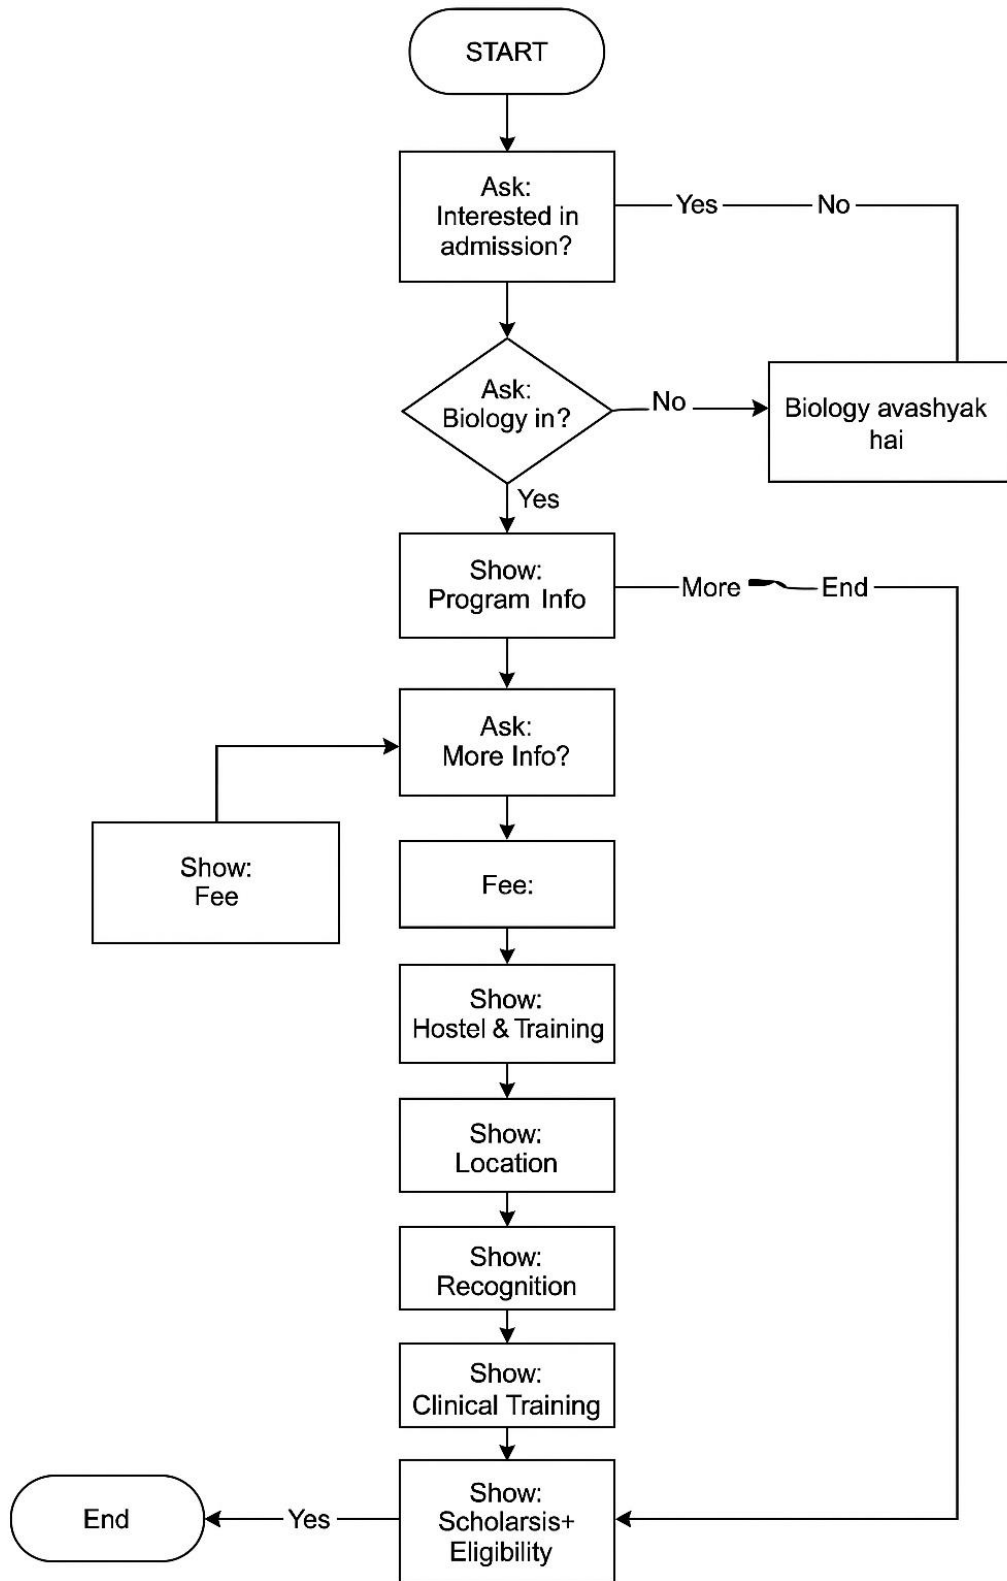 START
Ask:
Interested in
admission?
Yes
No
Ask:
Biology in?
No
Biology avashyak
hai
Yes
Show:
Program Info
More
End
Ask:
More Info?
Show:
Fee
Fee:
Show:
Hostel & Training
Show:
Location
Show:
Recognition
Show:
Clinical Training
Show:
Scholarsis+
Eligibility
Yes
End